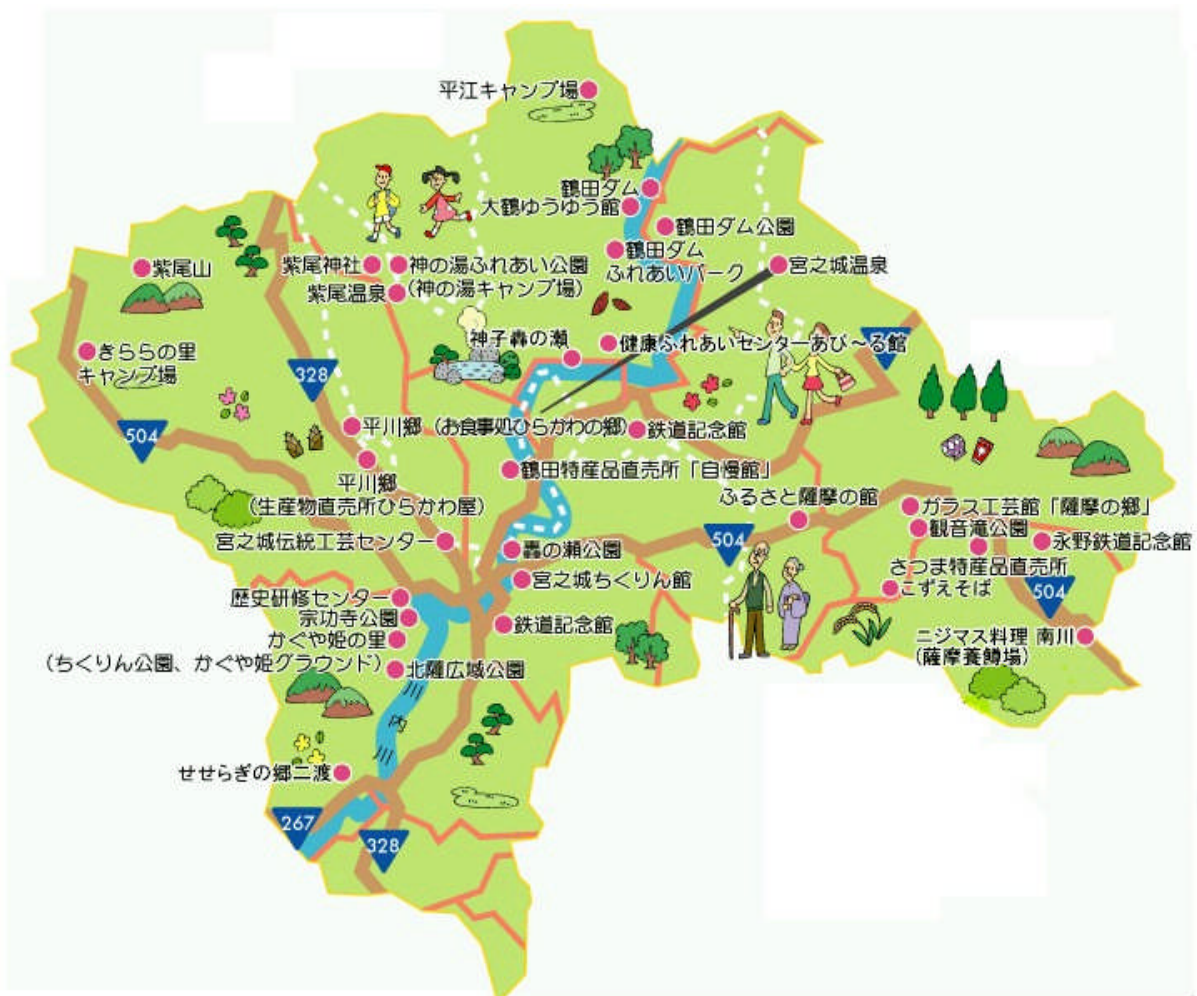 平江キャンプ場
鶴田ダム
大鶴ゆうゆう館
鶴田ダム公園
鶴田ダム
ふれあいパーク
宮之城温泉
紫尾山
紫尾神社
神の湯ふれあい公園
(神の湯キャンプ場)
紫尾温泉
神子轟の瀬
健康ふれあいセンターあび～る館
きららの里
キャンプ場
328
504
平川郷(お食事処ひらかわの郷)
鉄道記念館
平川郷
(生産物直売所ひらかわ屋)
鶴田特産品直売所「自慢館」
ふるさと薩摩の館
ガラス工芸館「薩摩の郷」
観音滝公園
永野鉄道記念館
宮之城伝統工芸センター
轟の瀬公園
504
さつま特産品直売所
こずえそば
504
宮之城ちくりん館
歴史研修センター
宗功寺公園
鉄道記念館
かぐや姫の里
(ちくりん公園、かぐや姫グラウンド)
北薩広域公園
ニジマス料理 南川
(薩摩養鱒場)
川内川
せせらぎの郷二渡
267
328